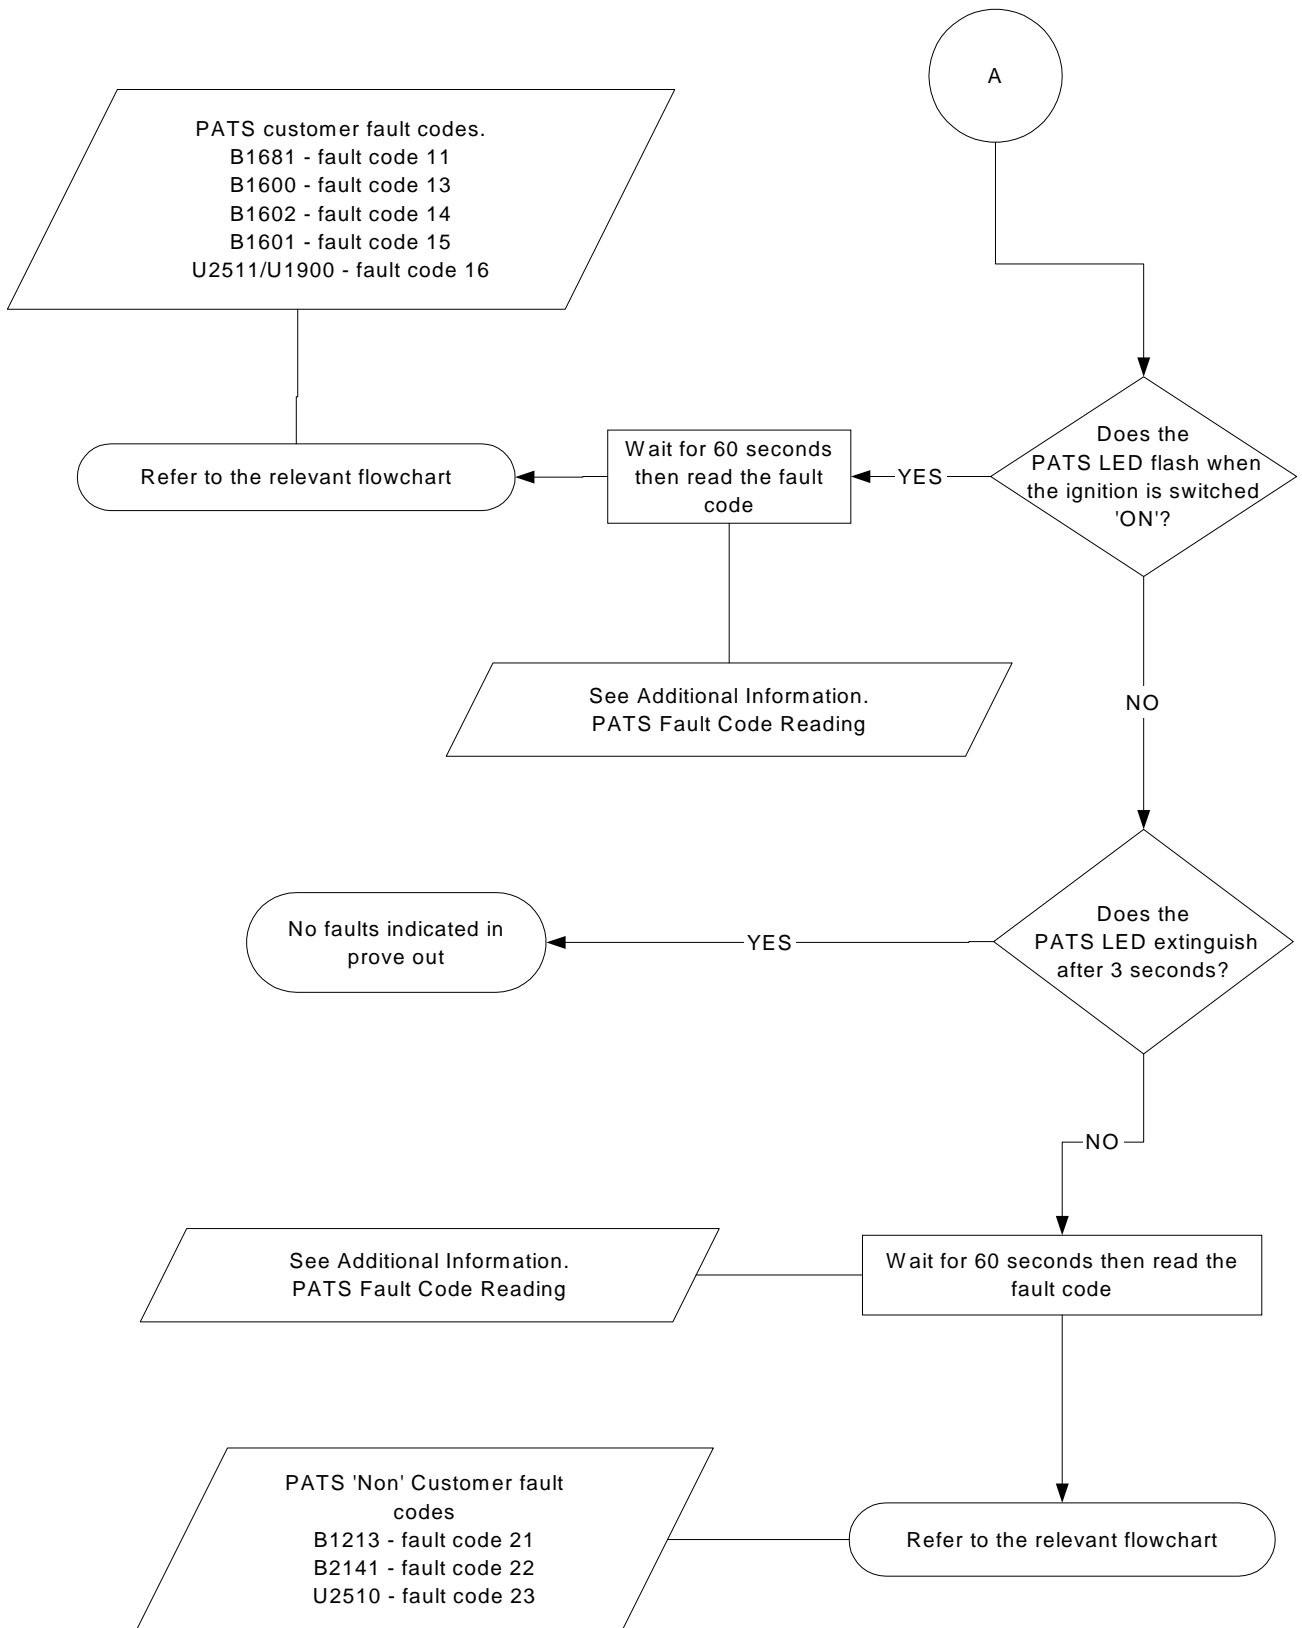 A
PATS customer fault codes.
B1681 - fault code 11
B1600 - fault code 13
B1602 - fault code 14
B1601 - fault code 15
U2511/U1900 - fault code 16
Does the
PATS LED flash when
the ignition is switched
'ON'?
YES
Wait for 60 seconds
then read the fault
code
Refer to the relevant flowchart
See Additional Information.
PATS Fault Code Reading
NO
Does the
PATS LED extinguish
after 3 seconds?
YES
No faults indicated in
prove out
NO
Wait for 60 seconds then read the
fault code
See Additional Information.
PATS Fault Code Reading
Refer to the relevant flowchart
PATS 'Non' Customer fault
codes
B1213 - fault code 21
B2141 - fault code 22
U2510 - fault code 23